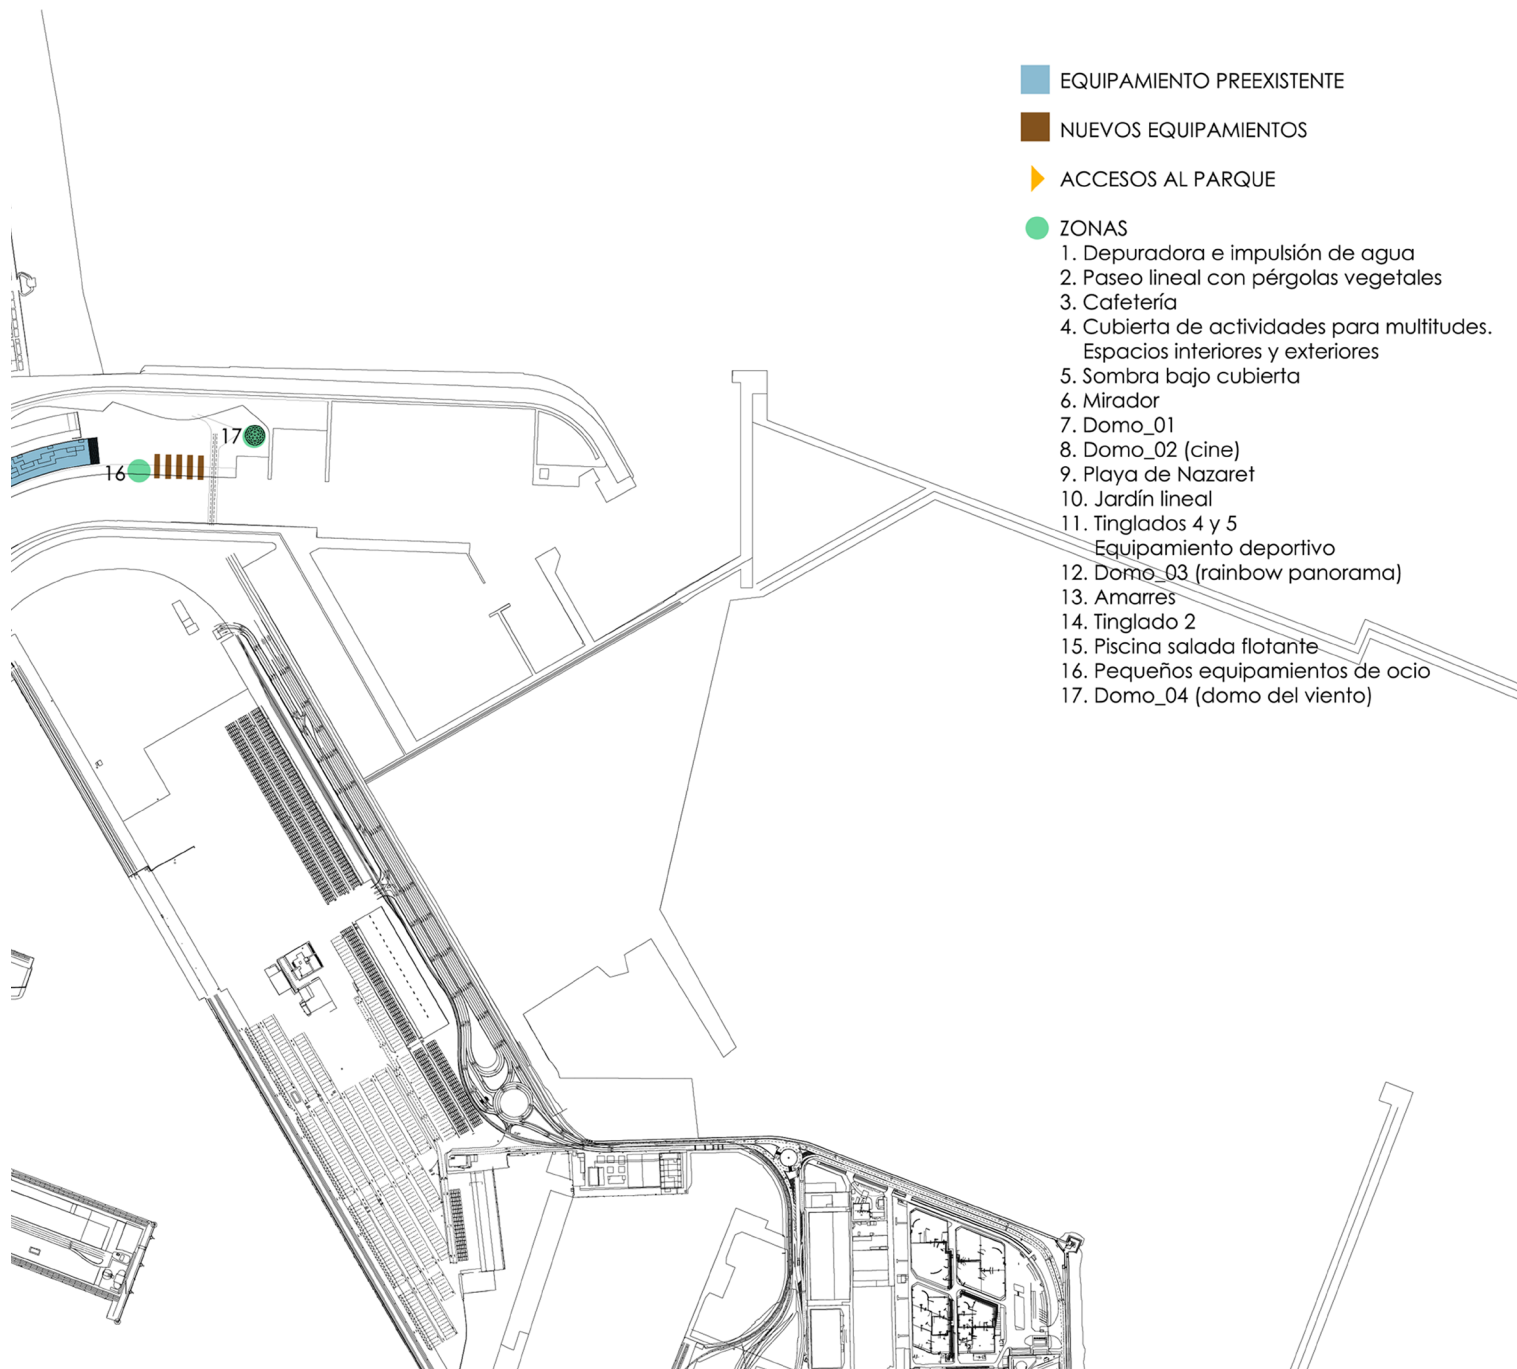 EQUIPAMIENTO PREEXISTENTE
NUEVOS EQUIPAMIENTOS
ACCESOS AL PARQUE
ZONAS
1. Depuradora e impulsión de agua
2. Paseo lineal con pérgolas vegetales
3. Cafetería
4. Cubierta de actividades para multitudes.
Espacios interiores y exteriores
5. Sombra bajo cubierta
6. Mirador
7. Domo_01
8. Domo_02 (cine)
9. Playa de Nazaret
10. Jardín lineal
11. Tinglados 4 y 5
Equipamiento deportivo
12. Domo_03 (rainbow panorama)
13. Amarres
14. Tinglado 2
15. Piscina salada flotante
16. Pequeños equipamientos de ocio
17. Domo_04 (domo del viento)
17
16